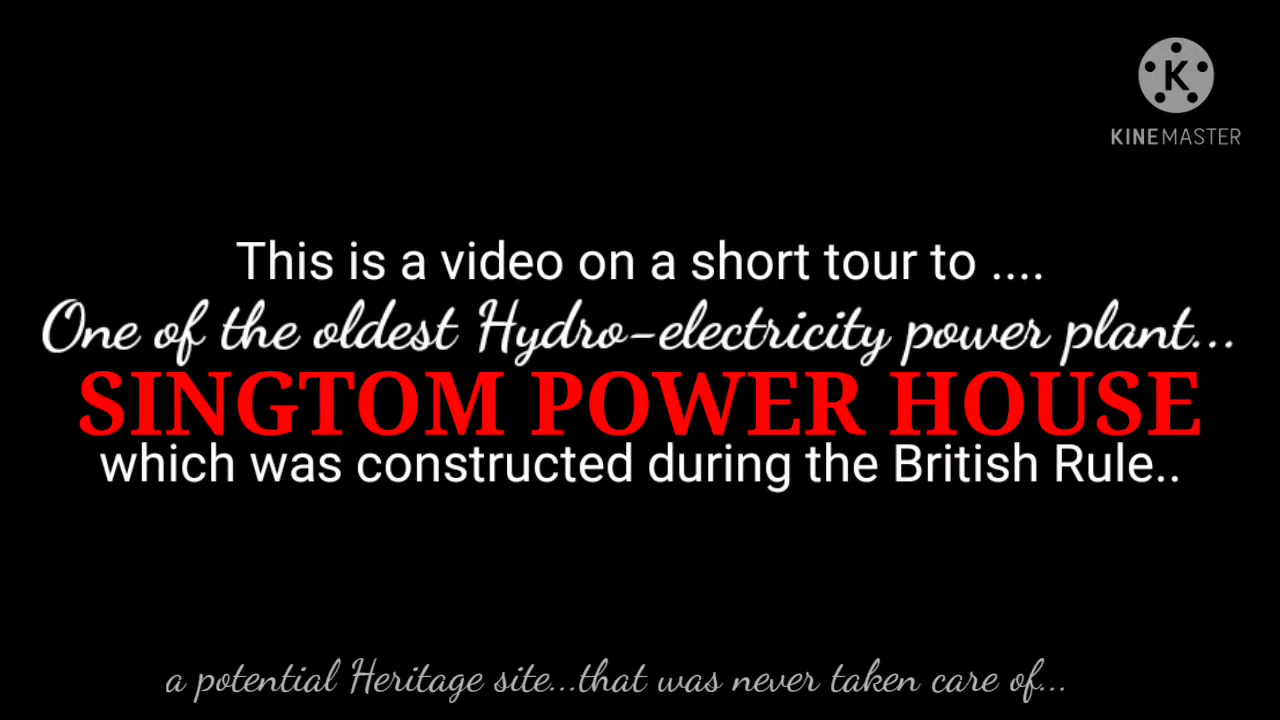 K
KINEMASTER
This is a video on a short tour to ....
One of the oldest Hydro-electricity power plant...
SINGTOM POWER HOUSE
which was constructed during the British Rule..
a potential Heritage site...that was never taken care of...